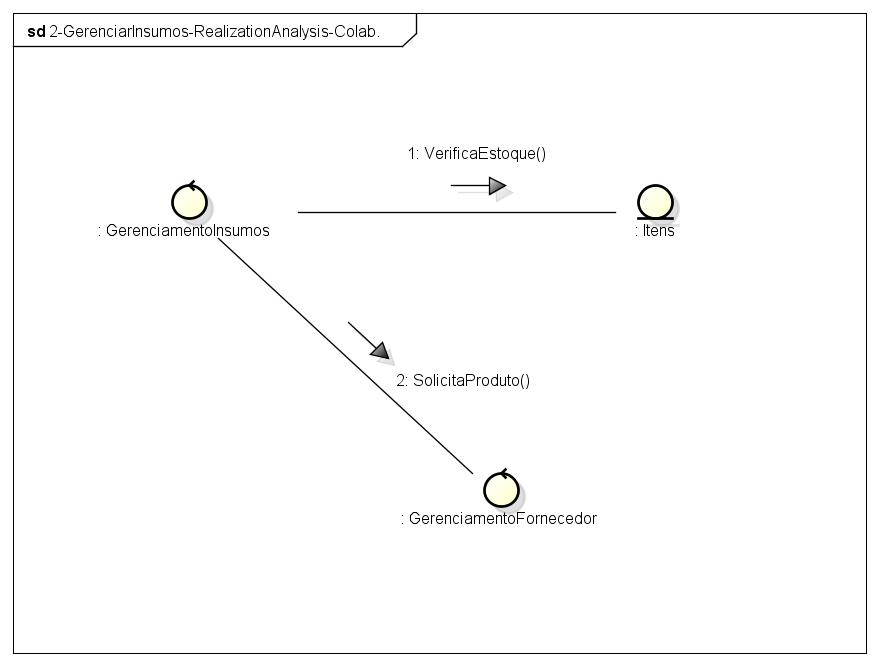 sd 2-GerenciarInsumos-RealizationAnalysis-Colab.
1: VerificaEstoque()
: GerenciamentoInsumos
: Itens
2: SolicitaProduto()
: GerenciamentoFornecedor